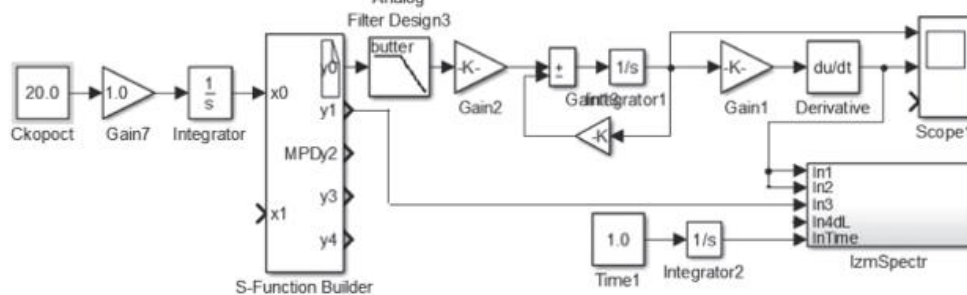 Analog
Filter Design3
butter
20.0
1.0
1
s
x0
y0
-K-
±
1/s
-K-
du/dt
Ckopoct
Gain7
Integrator
y1
Gain2
Integrator1
Gain1
Derivative
-K
Scope1
MPD
y2
x1
y3
y4
In1
In2
In3
In4dL
InTime
1.0
1/s
Time1
Integrator2
IzmSpectr
S-Function Builder